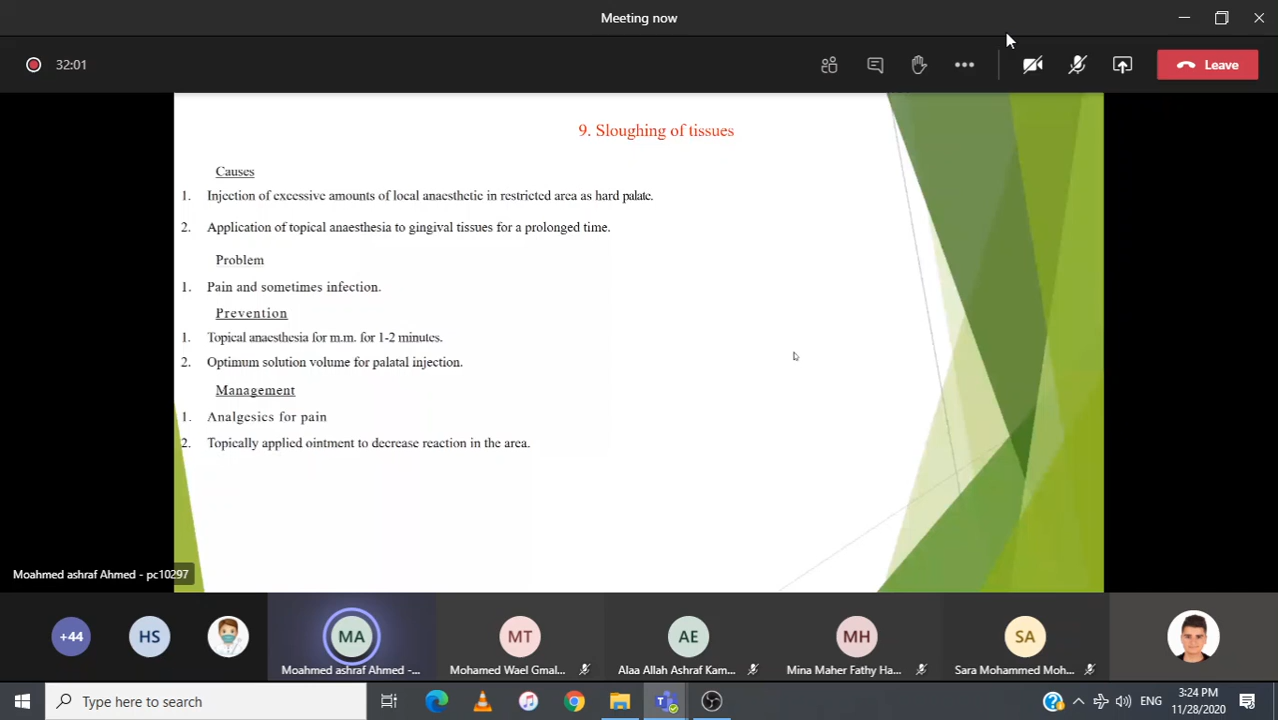 Meeting now
32:01
Leave
9. Sloughing of tissues
Causes
1. Injection of excessive amounts of local anaesthetic in restricted area as hard palate.
2. Application of topical anaesthesia to gingival tissues for a prolonged time.
Problem
1. Pain and sometimes infection.
Prevention
1. Topical anaesthesia for m.m. for 1-2 minutes.
2. Optimum solution volume for palatal injection.
Management
1. Analgesics for pain
2. Topically applied ointment to decrease reaction in the area.
Moahmed ashraf Ahmed - pc10297
+44
HS
MA
MT
AE
MH
SA
Moahmed ashraf Ahmed -...
Mohamed Wael Gmal...
Alaa Allah Ashraf Kam...
Mina Maher Fathy Ha...
Sara Mohammed Moh...
Type here to search
ENG
3:24 PM
11/28/2020